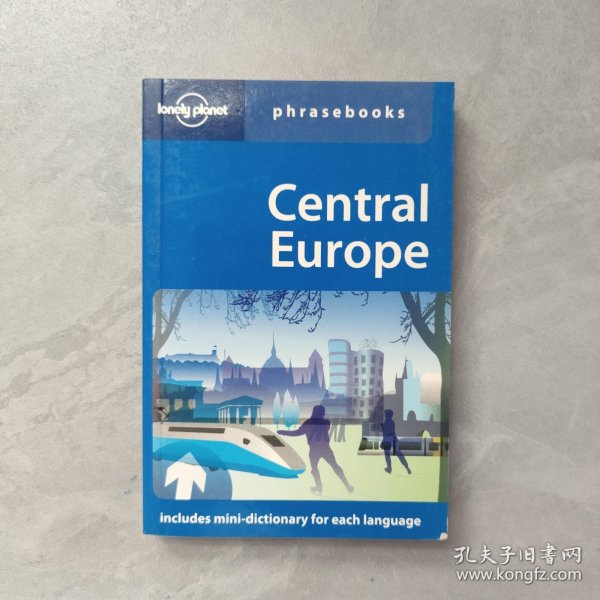 lonely planet
phrasebooks
Central
Europe
includes mini-dictionary for each language
孔夫子旧书网
www.kongfz.com